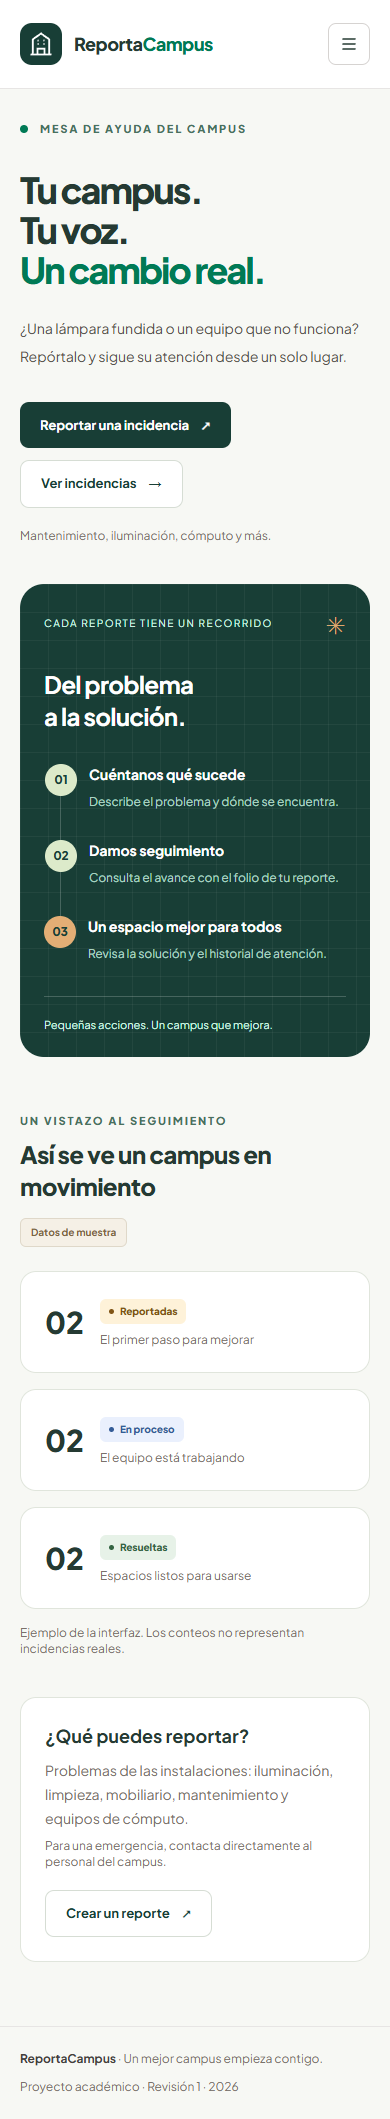 ReportaCampus
MESA DE AYUDA DEL CAMPUS
Tu campus.
Tu voz.
Un cambio real.
¿Una lámpara fundida o un equipo que no funciona?
Repórtalo y sigue su atención desde un solo lugar.
Reportar una incidencia ↗
Ver incidencias →
Mantenimiento, iluminación, cómputo y más.
CADA REPORTE TIENE UN RECORRIDO
Del problema
a la solución.
01 Cuéntanos qué sucede
Describe el problema y dónde se encuentra.
02 Damos seguimiento
Consulta el avance con el folio de tu reporte.
03 Un espacio mejor para todos
Revisa la solución y el historial de atención.
Pequeñas acciones. Un campus que mejora.
UN VISTAZO AL SEGUIMIENTO
Así se ve un campus en
movimiento
Datos de muestra
02 Reportadas
El primer paso para mejorar
02 En proceso
El equipo está trabajando
02 Resueltas
Espacios listos para usarse
Ejemplo de la interfaz. Los conteos no representan
incidencias reales.
¿Qué puedes reportar?
Problemas de las instalaciones: iluminación,
limpieza, mobiliario, mantenimiento y
equipos de cómputo.
Para una emergencia, contacta directamente al
personal del campus.
Crear un reporte ↗
ReportaCampus · Un mejor campus empieza contigo.
Proyecto académico · Revisión 1 · 2026